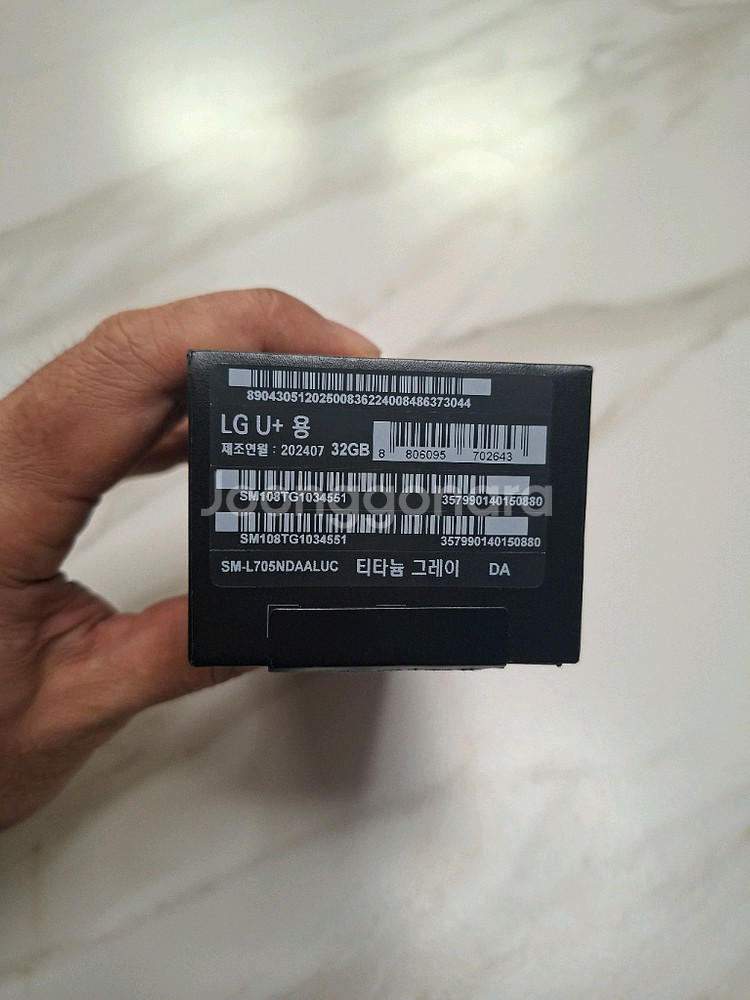 89043051202500836224008486373044
LG U+ 용
제조연월 : 202407 32GB
8 806095 702643
SM108TG1034551 357990140150880
Joonggonara
SM108TG1034551 357990140150880
SM-L705NDAALUC 티타늄 그레이 DA